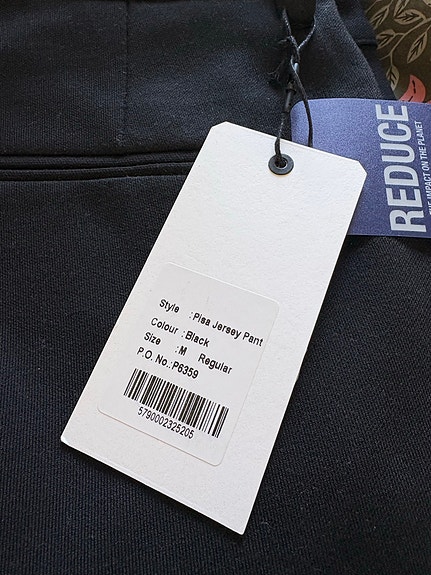 REDUCE
THE IMPACT ON THE PLANET
Style :Pisa Jersey Pant
Colour :Black
Size :M Regular
P.O. No.:P6359
5790002325205